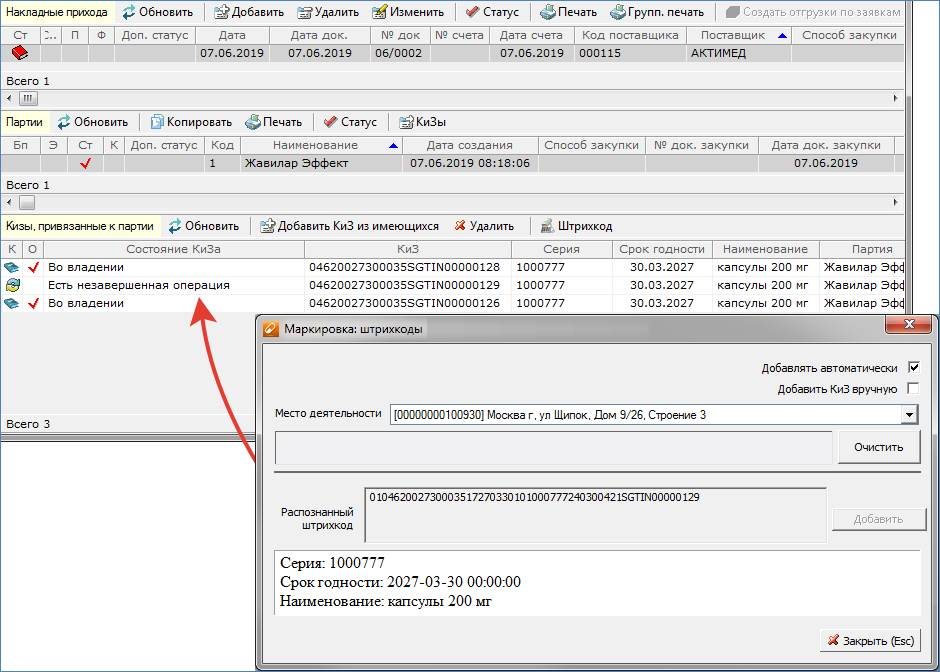 Накладные прихода Обновить Добавить Удалить Изменить Статус Печать Групп. печать Создать отгрузки по заявкам
Ст С... П Ф Доп. статус Дата Дата док. № док № счета Дата счета Код поставщика Поставщик Способ закупки
07.06.2019 07.06.2019 06/0002 07.06.2019 000115 АКТИМЕД
Всего 1
Партии Обновить Копировать Печать Статус КиЗы
Бп Э Ст К Доп. статус Код Наименование Дата создания Способ закупки № док. закупки Дата док. закупки
1 Жавилар Эффект 07.06.2019 08:18:06 07.06.2019
Всего 1
Кизы, привязанные к партии Обновить Добавить КиЗ из имеющихся Удалить Штрихкод
К О Состояние КиЗа КиЗ Серия Срок годности Наименование Партия
Во владении 04620027300035SGTIN00000128 1000777 30.03.2027 капсулы 200 мг Жавилар Эфф
Есть незавершенная операция 04620027300035SGTIN00000129 1000777 30.03.2027 капсулы 200 мг Жавилар Эфф
Во владении 04620027300035SGTIN00000126 1000777 30.03.2027 капсулы 200 мг Жавилар Эфф
Всего 3
Маркировка: штрихкоды
Добавлять автоматически
Добавить КиЗ вручную
Место деятельности [00000000100930] Москва г, ул Щипок, Дом 9/26, Строение 3
Очистить
Распознанный
штрихкод
01046200273000351727033010100077724030042​1SGTIN00000129
Добавить
Серия: 1000777
Срок годности: 2027-03-30 00:00:00
Наименование: капсулы 200 мг
Закрыть (Esc)